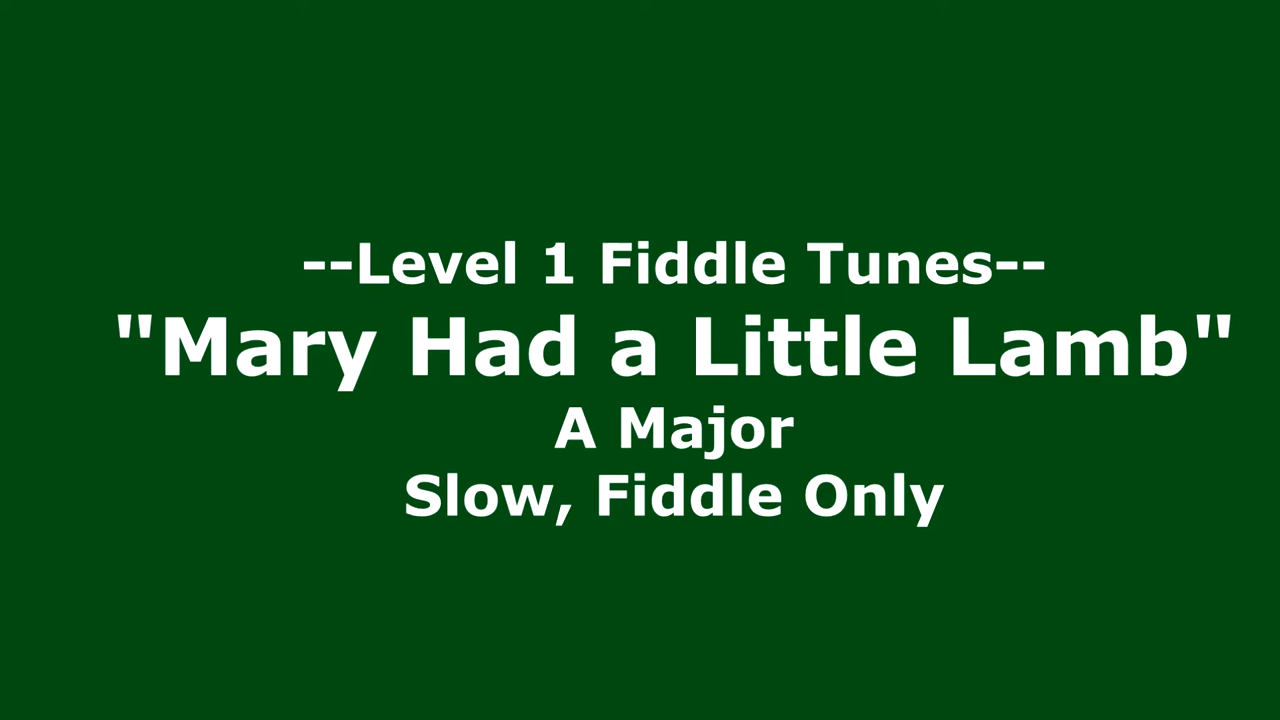 --Level 1 Fiddle Tunes--
"Mary Had a Little Lamb"
A Major
Slow, Fiddle Only